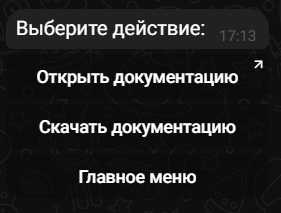 Выберите действие:
17:13
Открыть документацию
Скачать документацию
Главное меню